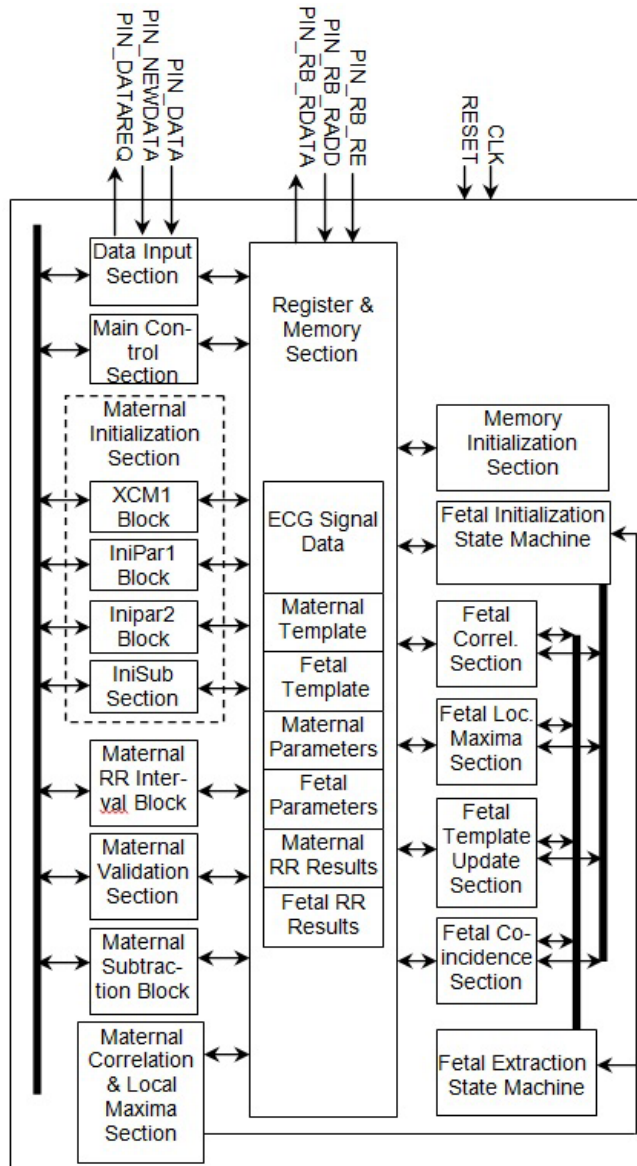 PIN_DATAREQ
PIN_NEWDATA
PIN_DATA
PIN_RB_RDATA
PIN_RB_RADD
PIN_RB_RE
RESET
CLK
Data Input
Section
Main Con-
trol
Section
Maternal
Initialization
Section
XCM1
Block
IniPar1
Block
Inipar2
Block
IniSub
Section
Maternal
RR Inter-
val Block
Maternal
Validation
Section
Maternal
Subtrac-
tion Block
Maternal
Correlation
& Local
Maxima
Section
Register &
Memory
Section
ECG Signal
Data
Maternal
Template
Fetal
Template
Maternal
Parameters
Fetal
Parameters
Maternal
RR Results
Fetal RR
Results
Memory
Initialization
Section
Fetal Initialization
State Machine
Fetal
Correl.
Section
Fetal Loc.
Maxima
Section
Fetal
Template
Update
Section
Fetal Co-
incidence
Section
Fetal Extraction
State Machine